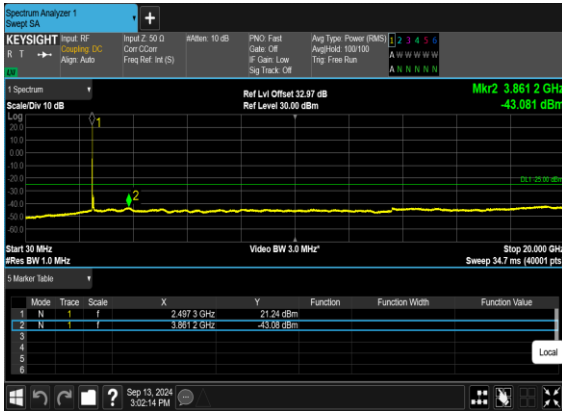 Spectrum Analyzer 1
Swept SA
+
KEYSIGHT
R T
Input: RF
Coupling: DC
Align: Auto
Input Z: 50 Ω
Corr CCorr
Freq Ref: Int (S)
#Atten: 10 dB
PNO: Fast
Gate: Off
IF Gain: Low
Sig Track: Off
Avg Type: Power (RMS)
Avg|Hold: 100/100
Trig: Free Run
1 2 3 4 5 6
A W W W W W
A N N N N N
1 Spectrum
Scale/Div 10 dB
Ref Lvl Offset 32.97 dB
Ref Level 30.00 dBm
Mkr2 3.861 2 GHz
-43.081 dBm
Log
20.0
10.0
0.00
-10.0
-20.0
-30.0
-40.0
-50.0
-60.0
1
2
DL1 -25.00 dBm
Start 30 MHz
#Res BW 1.0 MHz
Video BW 3.0 MHz*
Stop 20.000 GHz
Sweep 34.7 ms (40001 pts)
5 Marker Table
Mode Trace Scale X Y Function Function Width Function Value
1 N 1 f 2.497 3 GHz 21.24 dBm
2 N 1 f 3.861 2 GHz -43.08 dBm
3
4
5
6
Local
?
Sep 13, 2024
3:02:14 PM